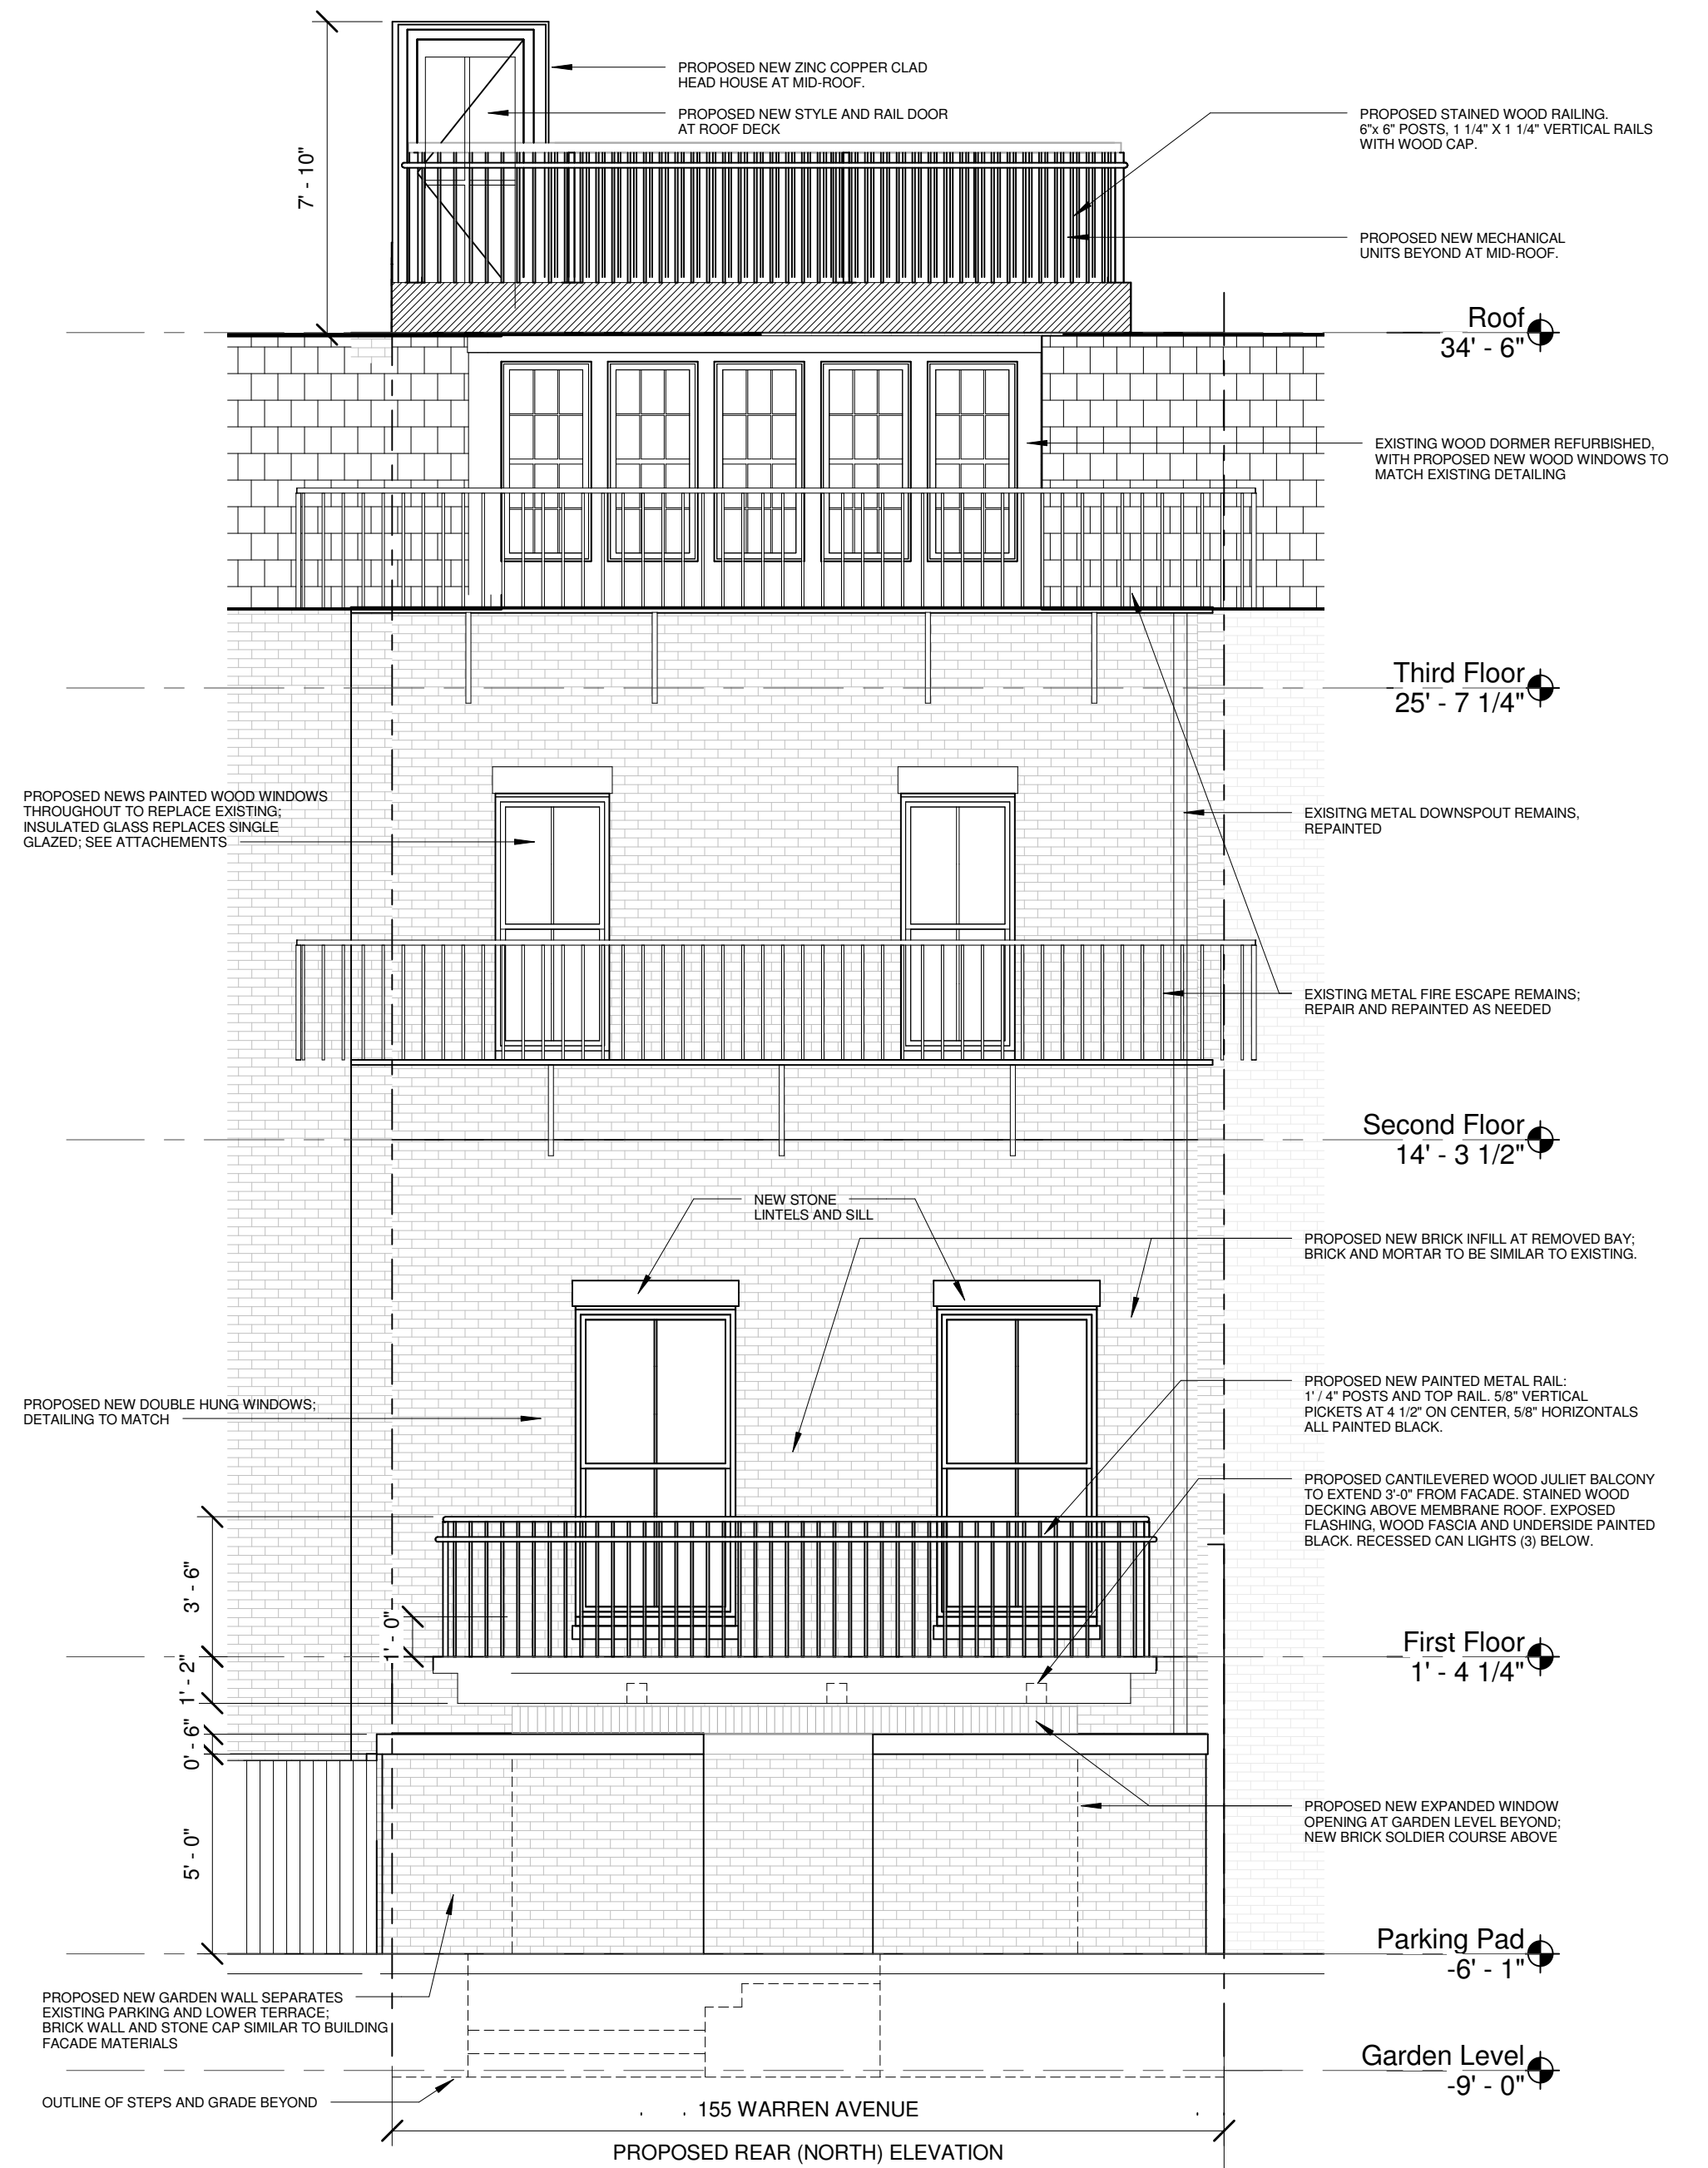 PROPOSED NEW ZINC COPPER CLAD
HEAD HOUSE AT MID-ROOF.
PROPOSED NEW STYLE AND RAIL DOOR
AT ROOF DECK
PROPOSED STAINED WOOD RAILING.
6"x 6" POSTS, 1 1/4" X 1 1/4" VERTICAL RAILS
WITH WOOD CAP.
7' - 10"
PROPOSED NEW MECHANICAL
UNITS BEYOND AT MID-ROOF.
Roof
34' - 6"
EXISTING WOOD DORMER REFURBISHED,
WITH PROPOSED NEW WOOD WINDOWS TO
MATCH EXISTING DETAILING
Third Floor
25' - 7 1/4"
PROPOSED NEWS PAINTED WOOD WINDOWS
THROUGHOUT TO REPLACE EXISTING;
INSULATED GLASS REPLACES SINGLE
GLAZED; SEE ATTACHEMENTS
EXISITNG METAL DOWNSPOUT REMAINS,
REPAINTED
EXISTING METAL FIRE ESCAPE REMAINS;
REPAIR AND REPAINTED AS NEEDED
Second Floor
14' - 3 1/2"
NEW STONE
LINTELS AND SILL
PROPOSED NEW BRICK INFILL AT REMOVED BAY;
BRICK AND MORTAR TO BE SIMILAR TO EXISTING.
PROPOSED NEW DOUBLE HUNG WINDOWS;
DETAILING TO MATCH
PROPOSED NEW PAINTED METAL RAIL:
1' / 4" POSTS AND TOP RAIL. 5/8" VERTICAL
PICKETS AT 4 1/2" ON CENTER, 5/8" HORIZONTALS
ALL PAINTED BLACK.
PROPOSED CANTILEVERED WOOD JULIET BALCONY
TO EXTEND 3'-0" FROM FACADE. STAINED WOOD
DECKING ABOVE MEMBRANE ROOF. EXPOSED
FLASHING, WOOD FASCIA AND UNDERSIDE PAINTED
BLACK. RECESSED CAN LIGHTS (3) BELOW.
3' - 6"
1' - 0"
First Floor
1' - 4 1/4"
1' - 2"
0' - 6"
PROPOSED NEW EXPANDED WINDOW
OPENING AT GARDEN LEVEL BEYOND;
NEW BRICK SOLDIER COURSE ABOVE
5' - 0"
Parking Pad
-6' - 1"
PROPOSED NEW GARDEN WALL SEPARATES
EXISTING PARKING AND LOWER TERRACE;
BRICK WALL AND STONE CAP SIMILAR TO BUILDING
FACADE MATERIALS
Garden Level
-9' - 0"
OUTLINE OF STEPS AND GRADE BEYOND
155 WARREN AVENUE
PROPOSED REAR (NORTH) ELEVATION